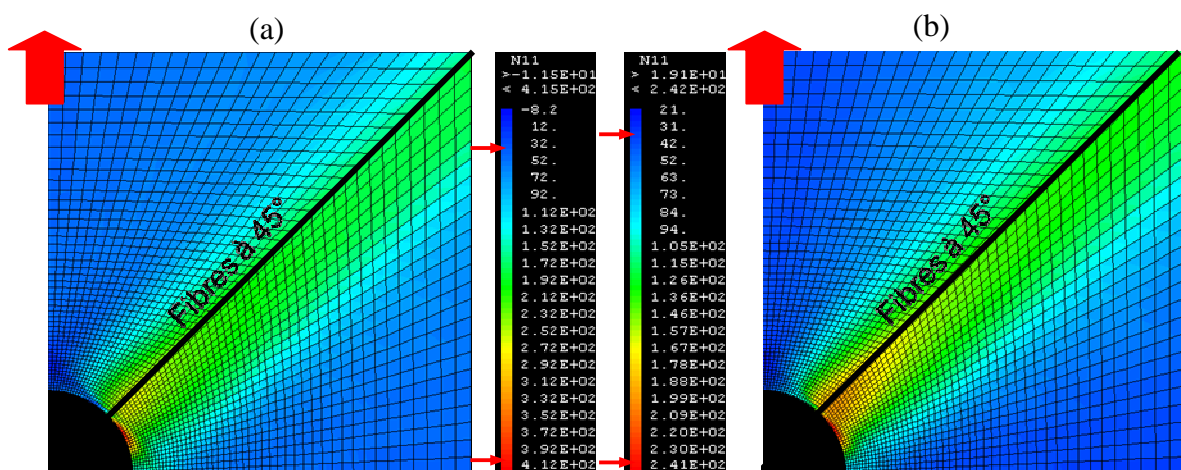 (a)
(b)
N11
>-1.15E+01
< 4.15E+02
-8.2
12.
32.
52.
72.
92.
1.12E+02
1.32E+02
1.52E+02
1.72E+02
1.92E+02
2.12E+02
2.32E+02
2.52E+02
2.72E+02
2.92E+02
3.12E+02
3.32E+02
3.52E+02
3.72E+02
3.92E+02
4.12E+02
N11
> 1.91E+01
< 2.42E+02
21.
31.
42.
52.
63.
73.
84.
94.
1.05E+02
1.15E+02
1.26E+02
1.36E+02
1.46E+02
1.57E+02
1.67E+02
1.78E+02
1.88E+02
1.99E+02
2.09E+02
2.20E+02
2.30E+02
2.41E+02
Fibres à 45°
Fibres à 45°